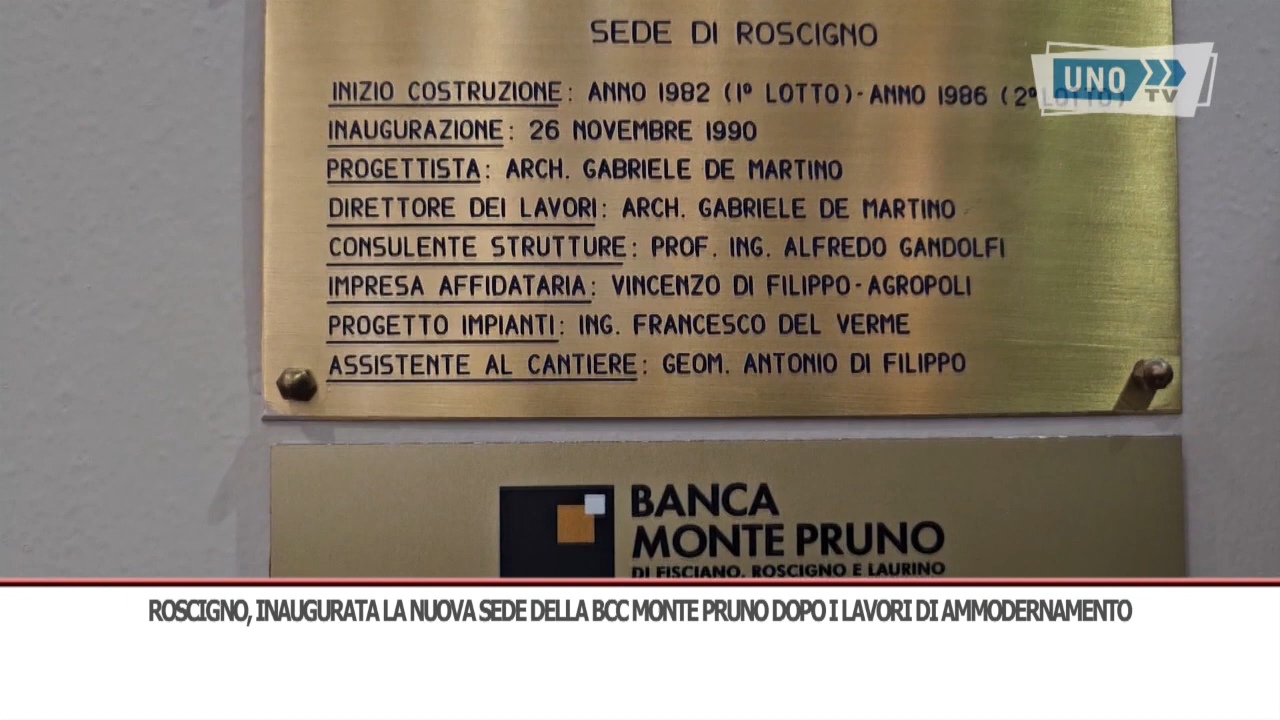 SEDE DI ROSCIGNO
UNO TV
INIZIO COSTRUZIONE: ANNO 1982 (1º LOTTO)-ANNO 1986 (2º LOTTO)
INAUGURAZIONE: 26 NOVEMBRE 1990
PROGETTISTA: ARCH. GABRIELE DE MARTINO
DIRETTORE DEI LAVORI: ARCH. GABRIELE DE MARTINO
CONSULENTE STRUTTURE: PROF. ING. ALFREDO GANDOLFI
IMPRESA AFFIDATARIA: VINCENZO DI FILIPPO-AGROPOLI
PROGETTO IMPIANTI: ING. FRANCESCO DEL VERME
ASSISTENTE AL CANTIERE: GEOM. ANTONIO DI FILIPPO
BANCA
MONTE PRUNO
DI FISCIANO, ROSCIGNO E LAURINO
ROSCIGNO, INAUGURATA LA NUOVA SEDE DELLA BCC MONTE PRUNO DOPO I LAVORI DI AMMODERNAMENTO